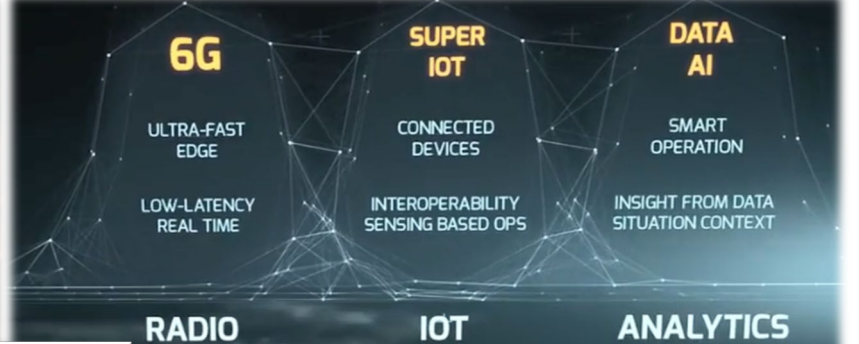 6G
ULTRA-FAST
EDGE
LOW-LATENCY
REAL TIME
RADIO
SUPER
IOT
CONNECTED
DEVICES
INTEROPERABILITY
SENSING BASED OPS
IOT
DATA
AI
SMART
OPERATION
INSIGHT FROM DATA
SITUATION CONTEXT
ANALYTICS